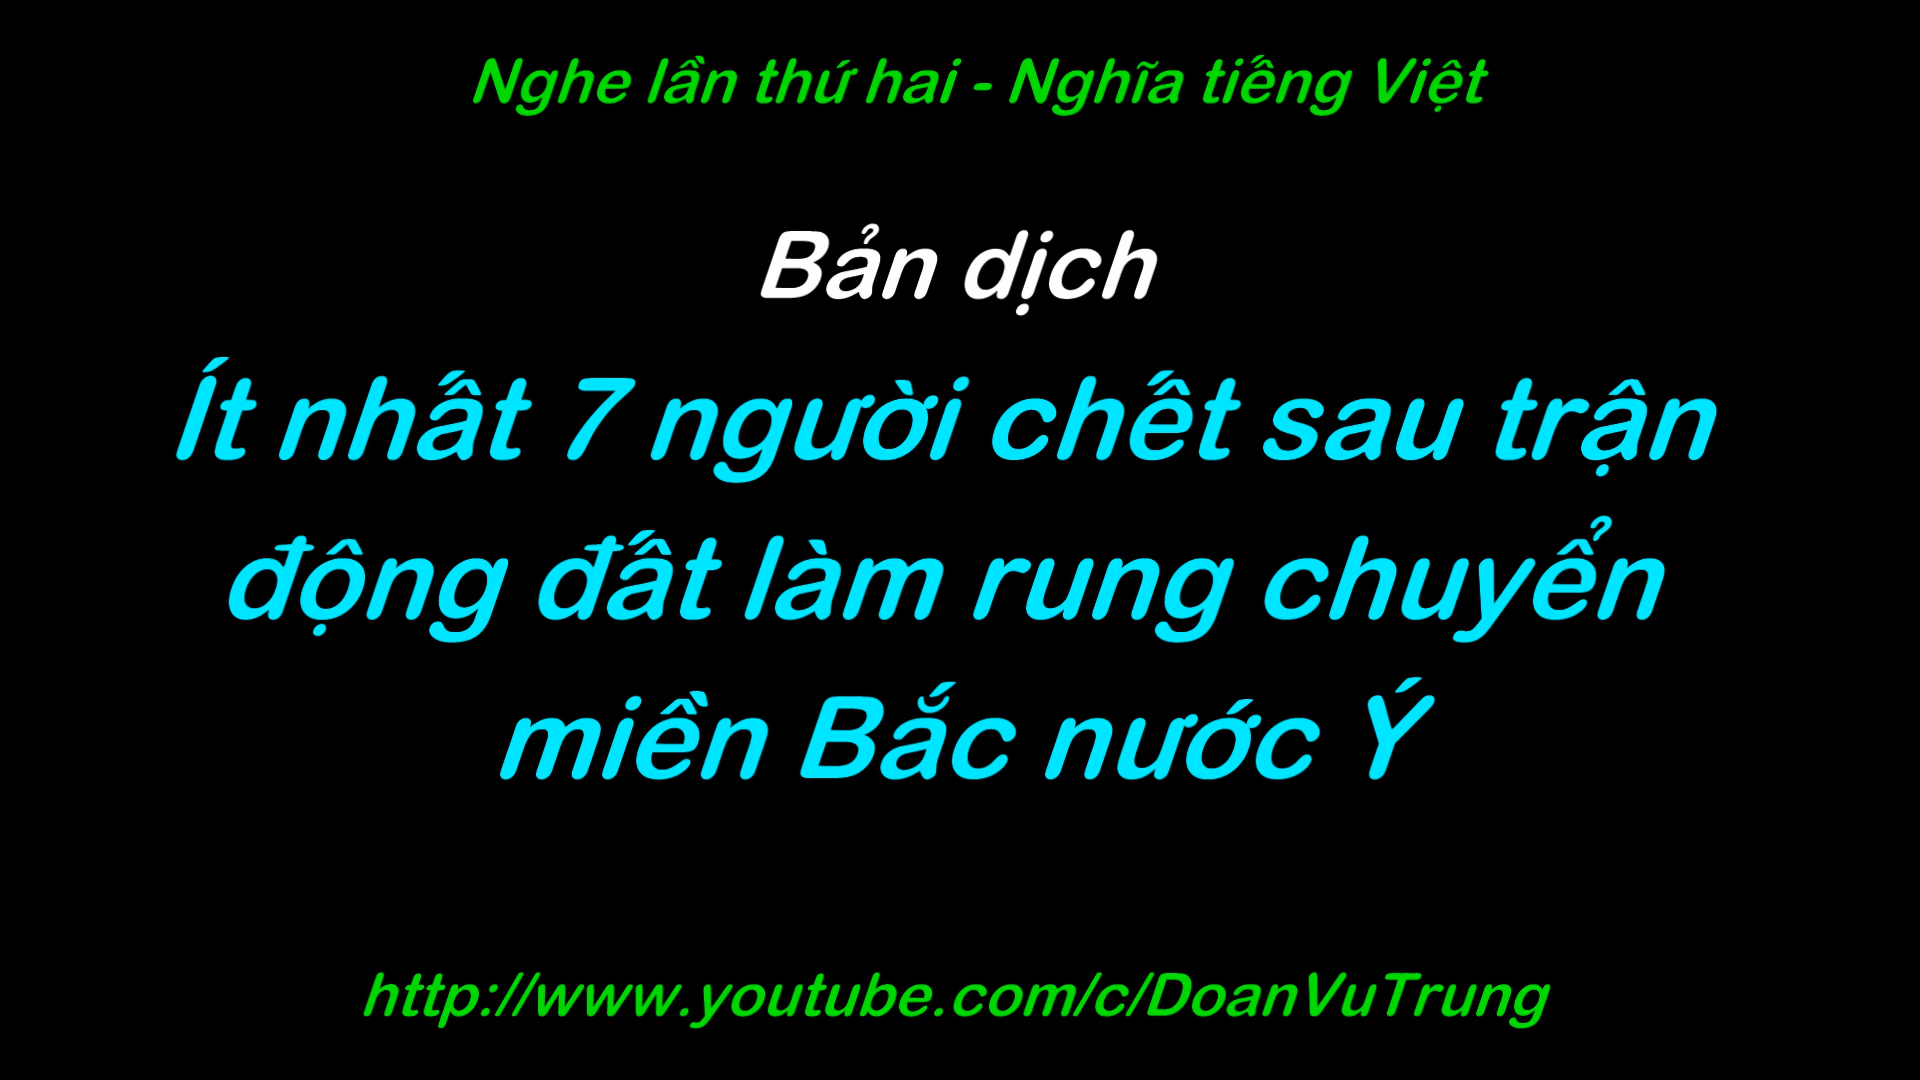 Nghe lần thứ hai - Nghĩa tiếng Việt
Bản dịch
Ít nhất 7 người chết sau trận
động đất làm rung chuyển
miền Bắc nước Ý
http://www.youtube.com/c/DoanVuTrung